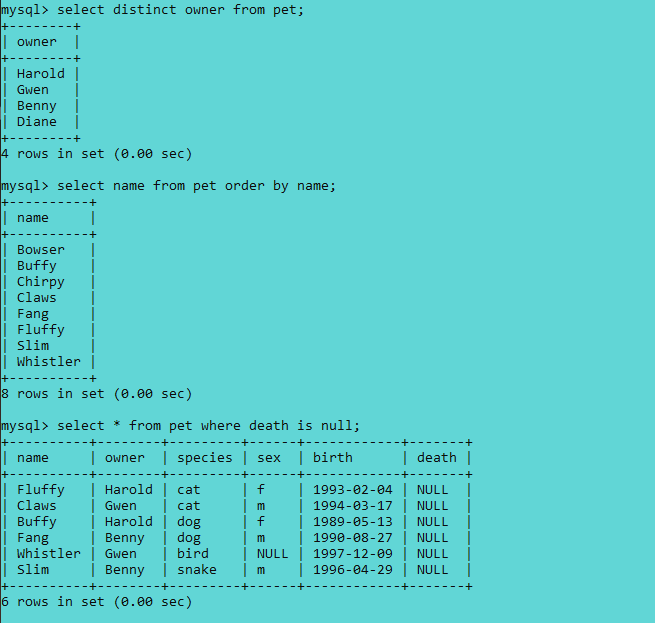 mysql> select distinct owner from pet;
+--------+
| owner  |
+--------+
| Harold |
| Gwen   |
| Benny  |
| Diane  |
+--------+
4 rows in set (0.00 sec)

mysql> select name from pet order by name;
+----------+
| name     |
+----------+
| Bowser   |
| Buffy    |
| Chirpy   |
| Claws    |
| Fang     |
| Fluffy   |
| Slim     |
| Whistler |
+----------+
8 rows in set (0.00 sec)

mysql> select * from pet where death is null;
+----------+--------+---------+------+------------+-------+
| name     | owner  | species | sex  | birth      | death |
+----------+--------+---------+------+------------+-------+
| Fluffy   | Harold | cat     | f    | 1993-02-04 | NULL  |
| Claws    | Gwen   | cat     | m    | 1994-03-17 | NULL  |
| Buffy    | Harold | dog     | f    | 1989-05-13 | NULL  |
| Fang     | Benny  | dog     | m    | 1990-08-27 | NULL  |
| Whistler | Gwen   | bird    | NULL | 1997-12-09 | NULL  |
| Slim     | Benny  | snake   | m    | 1996-04-29 | NULL  |
+----------+--------+---------+------+------------+-------+
6 rows in set (0.00 sec)